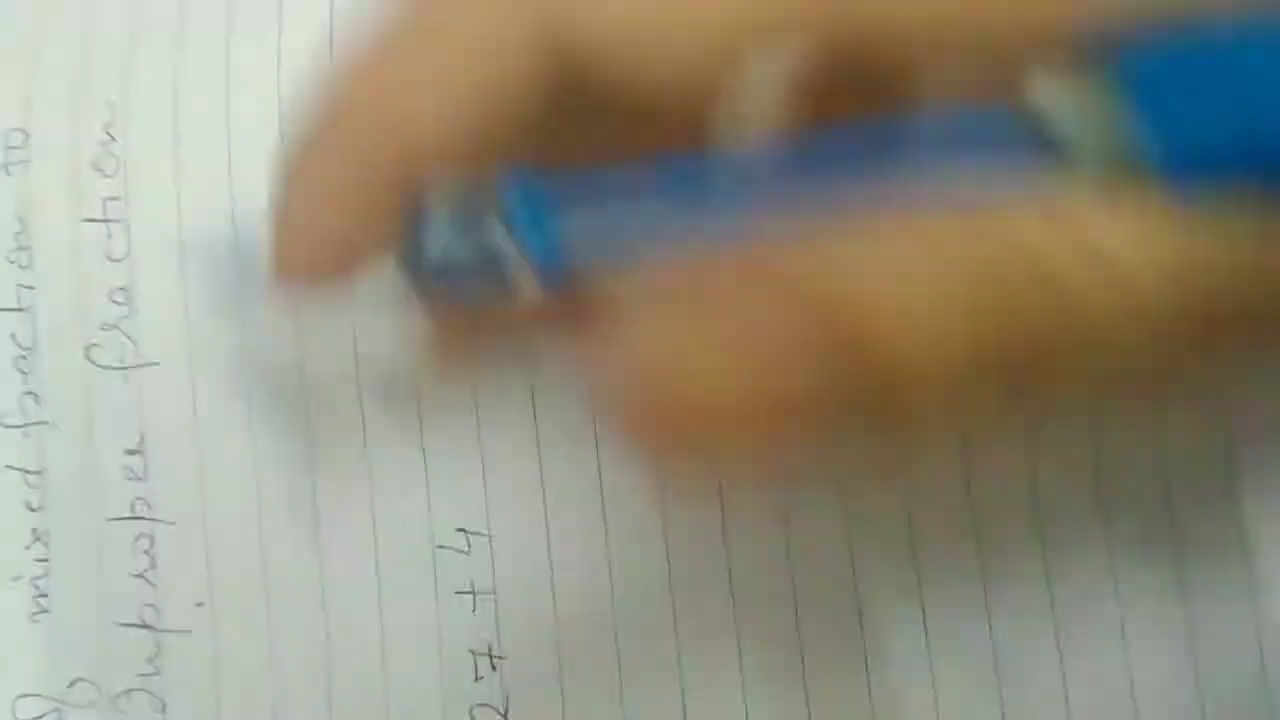 mixed fraction to
Improper fraction
27 + 4